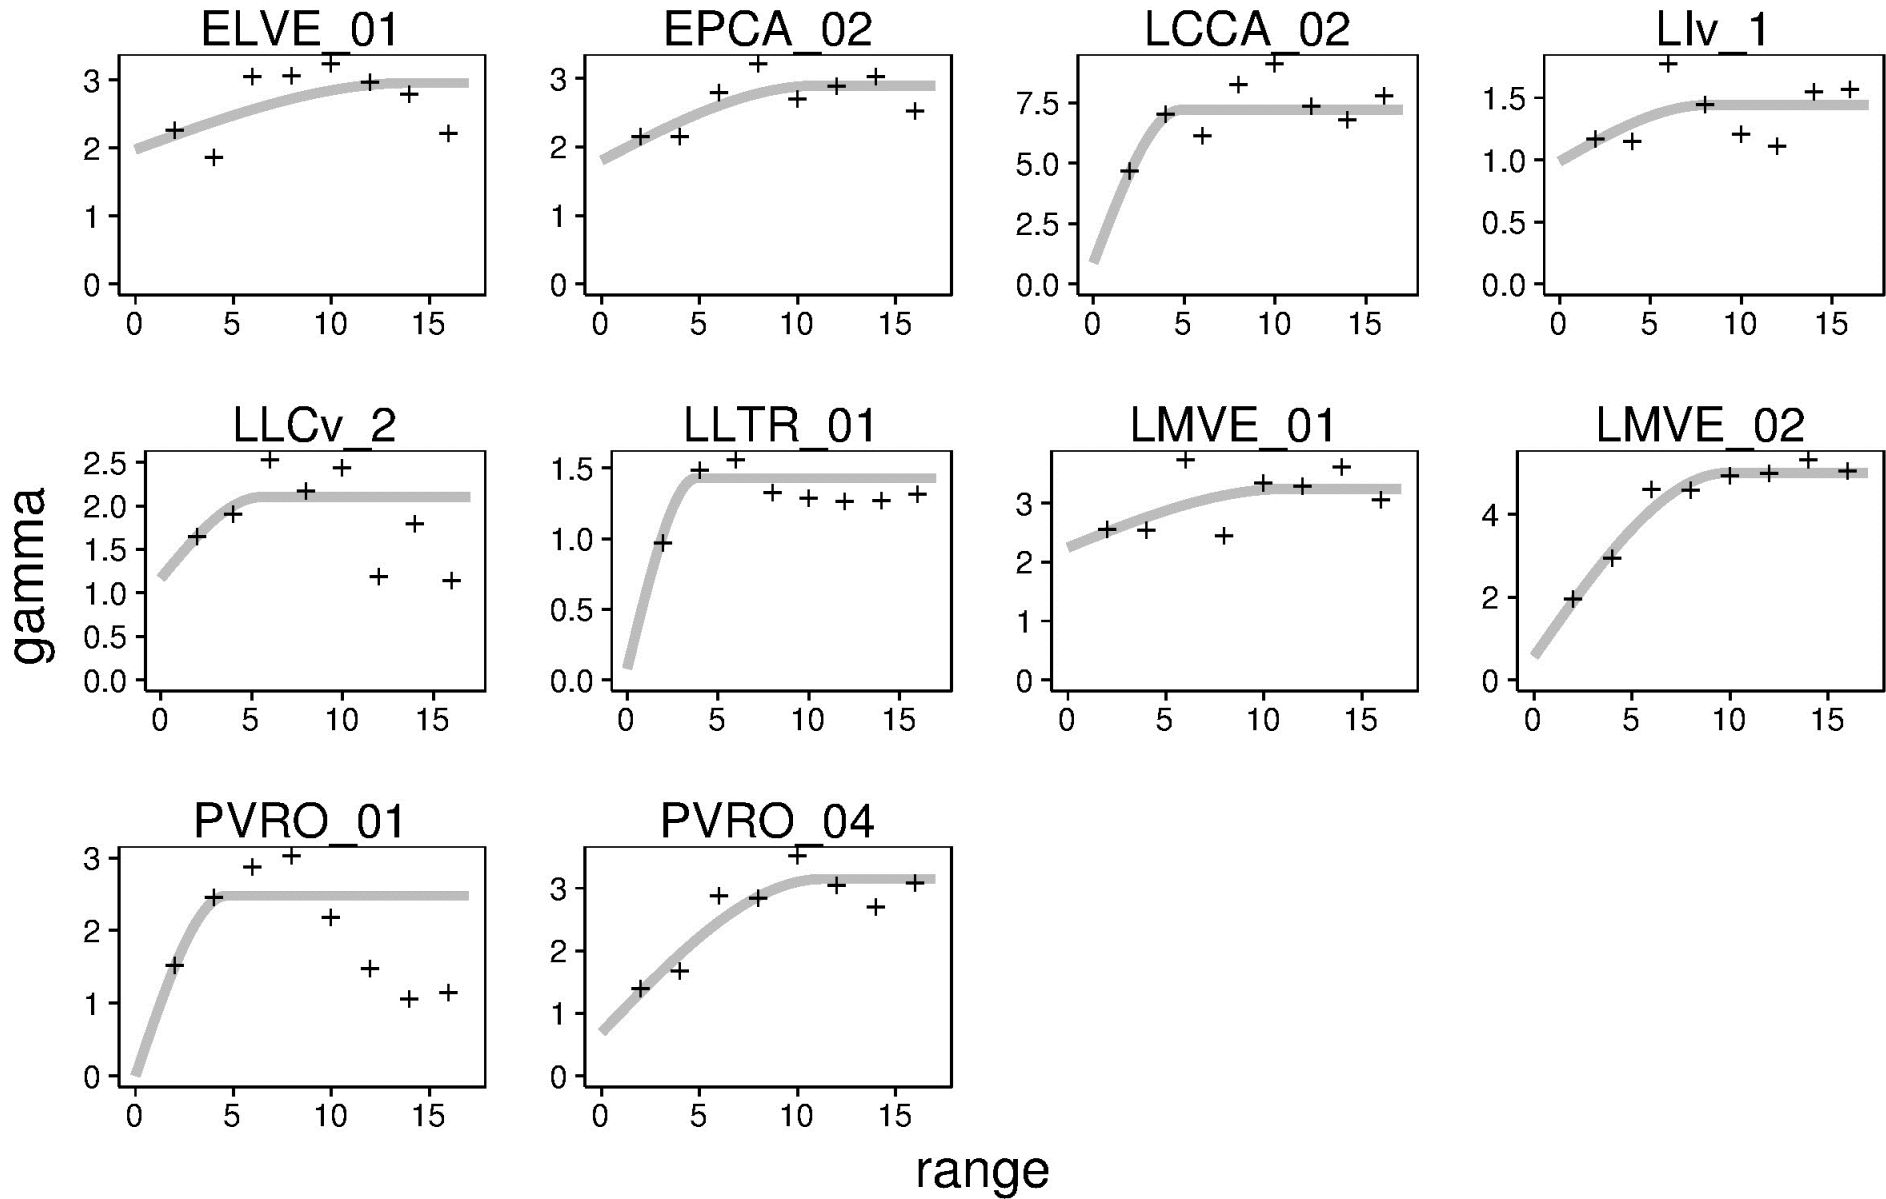 ELVE_01 EPCA_02 LCCA_02 LIv_1
3 3 7.5 1.5
2 2 5.0 1.0
1 1 2.5 0.5
0 0 0.0 0.0
0 5 10 15 0 5 10 15 0 5 10 15 0 5 10 15
LLCv_2 LLTR_01 LMVE_01 LMVE_02
2.5 2.0 1.5 1.0 0.5 0.0
1.5 1.0 0.5 0.0
3 2 1 0
4 2 0
0 5 10 15 0 5 10 15 0 5 10 15 0 5 10 15
gamma
PVRO_01 PVRO_04
3 3
2 2
1 1
0 0
0 5 10 15 0 5 10 15
range